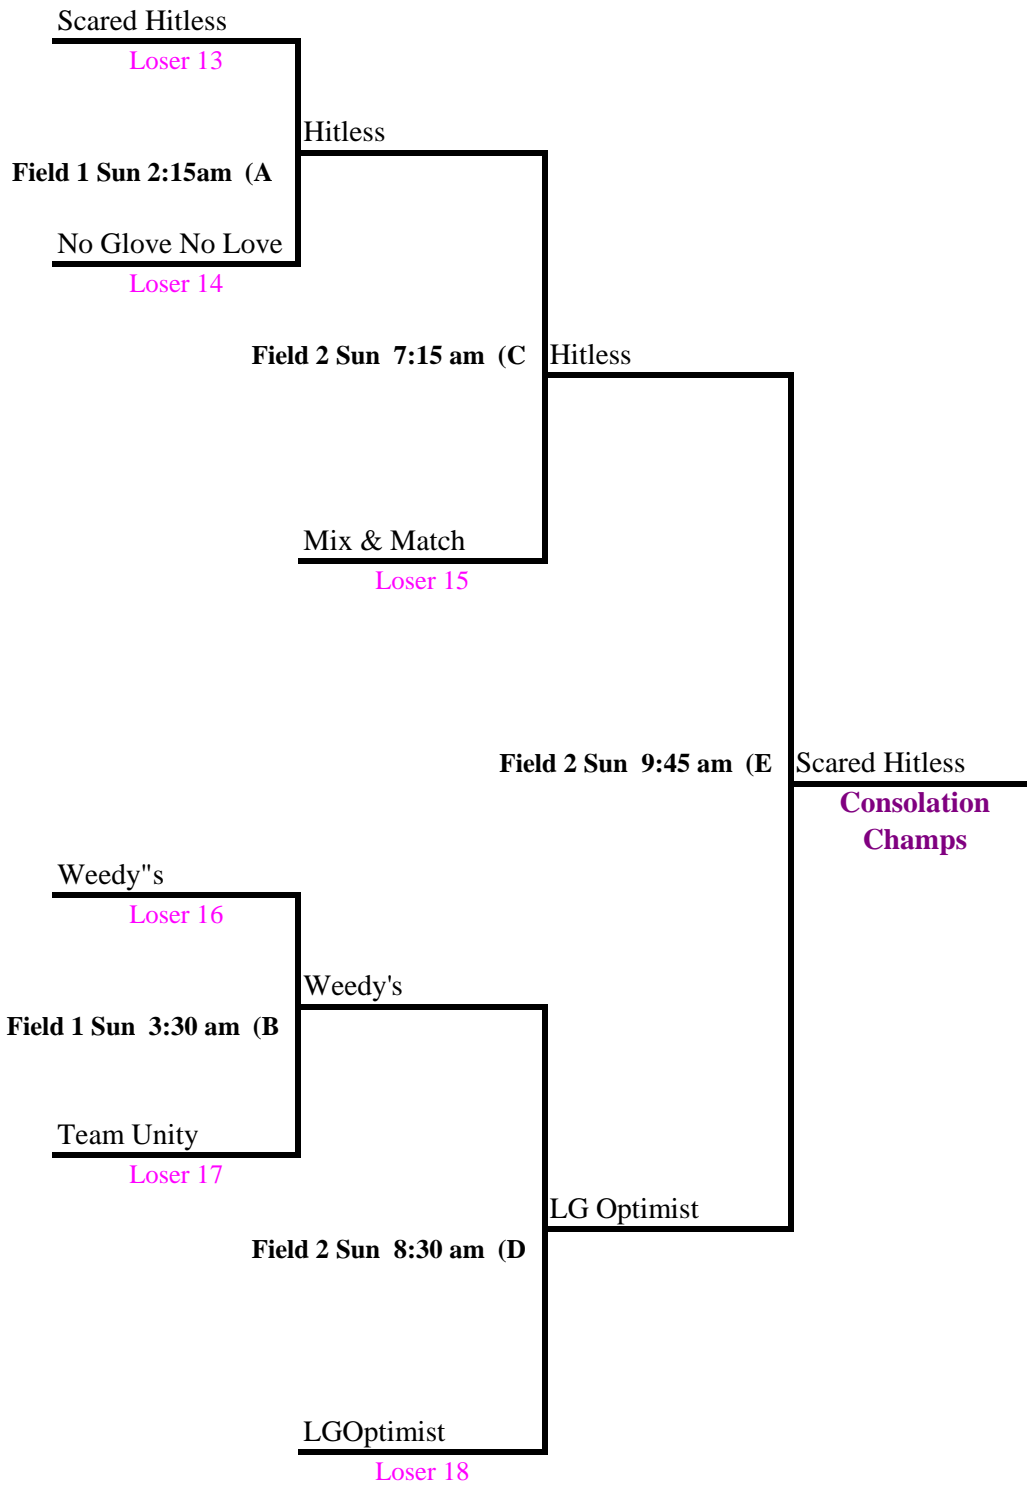 Scared Hitless
Loser 13
Hitless
Field 1 Sun 2:15am  (A
No Glove No Love
Loser 14
Field 2 Sun  7:15 am  (C
Hitless
Mix & Match
Loser 15
Field 2 Sun  9:45 am  (E
Scared Hitless
Consolation
Champs
Weedy"s
Loser 16
Weedy's
Field 1 Sun  3:30 am  (B
Team Unity
Loser 17
LG Optimist
Field 2 Sun  8:30 am  (D
LGOptimist
Loser 18